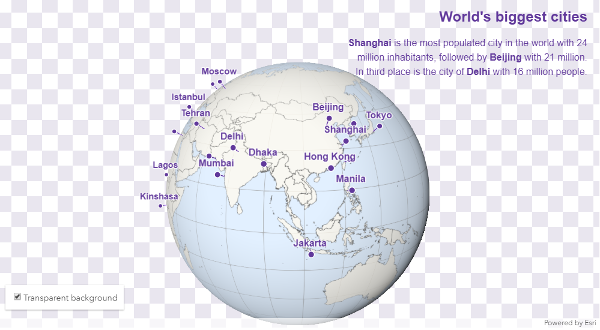 World's biggest cities
Shanghai is the most populated city in the world with 24
million inhabitants, followed by Beijing with 21 million.
In third place is the city of Delhi with 16 million people.
Moscow
Istanbul
Tehran
Beijing
Tokyo
Shanghai
Delhi
Dhaka
Hong Kong
Mumbai
Lagos
Manila
Kinshasa
Jakarta
Transparent background
Powered by Esri